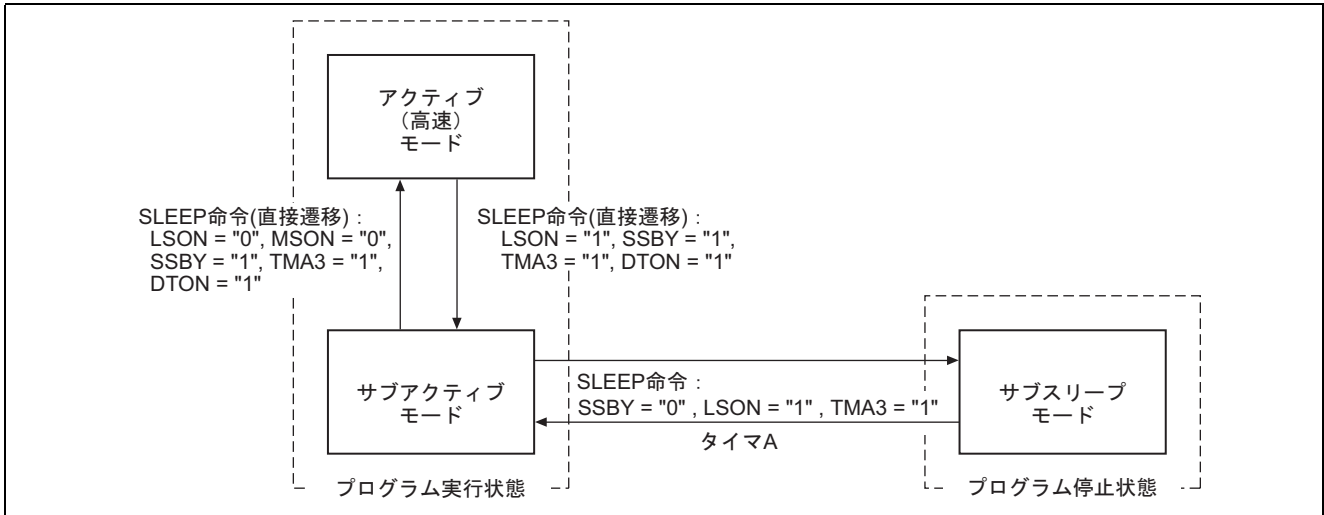 アクティブ
（高速）
モード
SLEEP命令(直接遷移)：
LSON = "0", MSON = "0",
SSBY = "1", TMA3 = "1",
DTON = "1"
SLEEP命令(直接遷移)：
LSON = "1", SSBY = "1",
TMA3 = "1", DTON = "1"
サブアクティブ
モード
SLEEP命令：
SSBY = "0" , LSON = "1" , TMA3 = "1"
タイマA
サブスリープ
モード
プログラム実行状態
プログラム停止状態